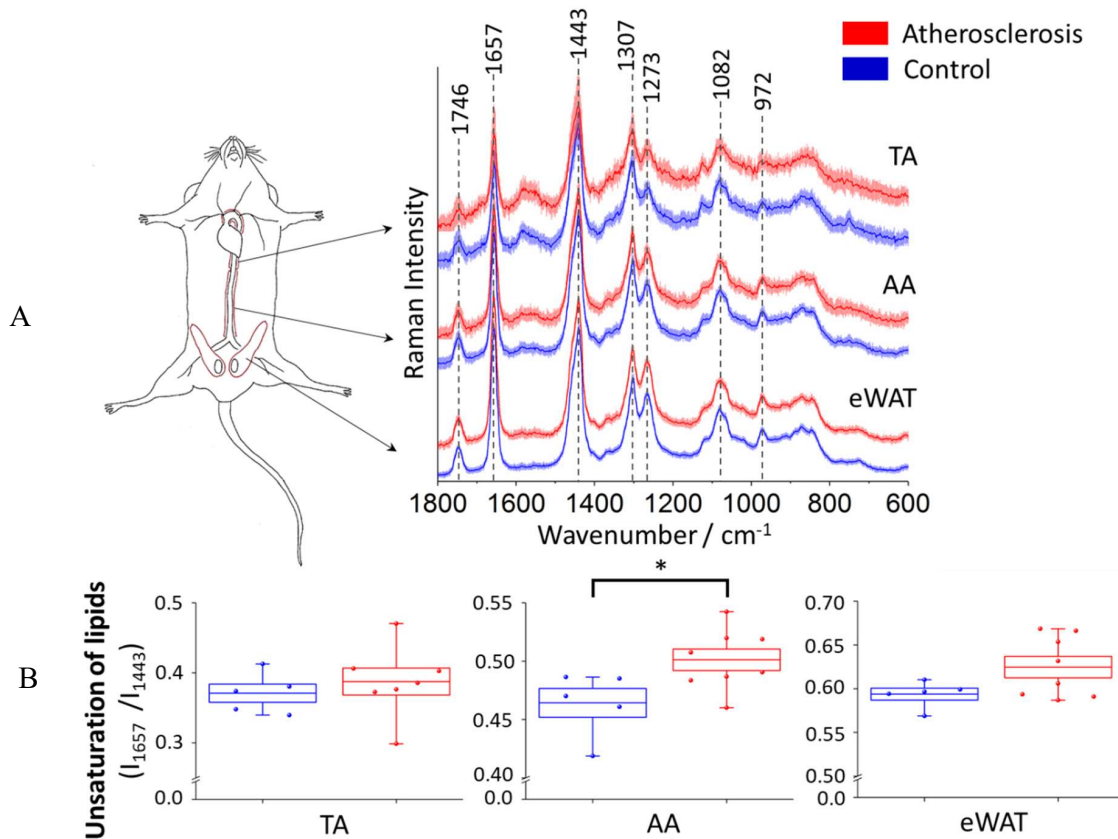 Atherosclerosis
Control
A
1746
1657
1443
1307
1273
1082
972
TA
AA
eWAT
Raman Intensity
1800 1600 1400 1200 1000 800 600
Wavenumber / cm⁻¹
B
Unsaturation of lipids
(I₁₆₅₇ /I₁₄₄₃)
0.5
0.4
0.3
0.0
TA
*
0.55
0.50
0.45
0.40
0.0
AA
0.70
0.65
0.60
0.55
0.50
0.0
eWAT